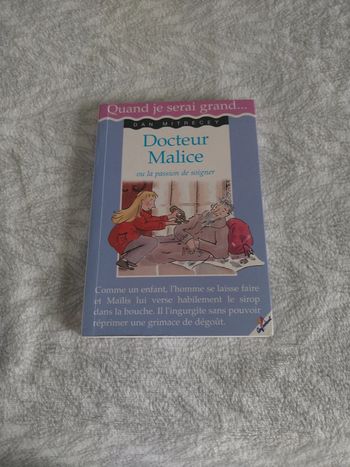 Quand je serai grand...
DAN MITRECEY
Docteur
Malice
ou la passion de soigner
Comme un enfant, l'homme se laisse faire
et Maïlis lui verse habilement le sirop
dans la bouche. Il l'ingurgite sans pouvoir
réprimer une grimace de dégoût.